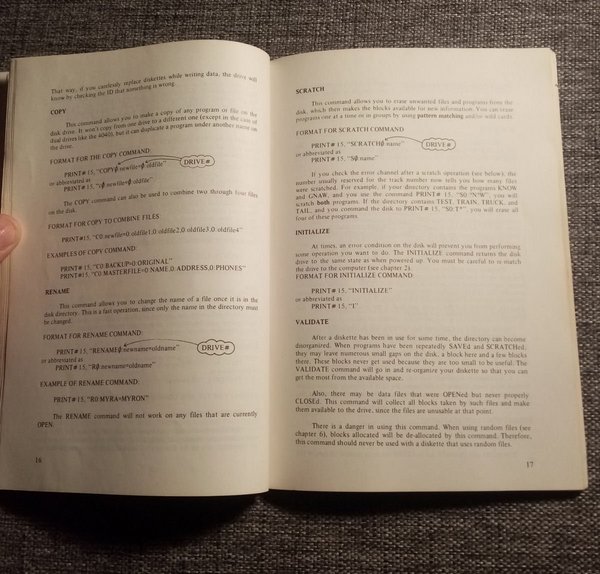 That way, if you carelessly replace diskettes while writing data, the drive will
know by checking the ID that something is wrong.
COPY
This command allows you to make a copy of any program or file on the
disk drive. It won't copy from one drive to a different one (except in the case of
dual drives like the 4040), but it can duplicate a program under another name on
the drive.
FORMAT FOR THE COPY COMMAND:
DRIVE#
PRINT# 15, "COPY0:newfile=0:oldfile"
or abbreviated as
PRINT# 15, "C0:newfile=0:oldfile"
The COPY command can also be used to combine two through four files
on the disk.
FORMAT FOR COPY TO COMBINE FILES
PRINT#15, "C0:newfile=0:oldfile1,0:oldfile2,0:oldfile3,0:oldfile4"
EXAMPLES OF COPY COMMAND:
PRINT# 15, "C0:BACKUP=0:ORIGINAL"
PRINT#15, "C0:MASTERFILE=0:NAME,0:ADDRESS,0:PHONES"
RENAME
This command allows you to change the name of a file once it is in the
disk directory. This is a fast operation, since only the name in the directory must
be changed.
FORMAT FOR RENAME COMMAND:
PRINT# 15, "RENAME0:newname=oldname"
DRIVE#
or abbreviated as
PRINT# 15, "R0:newname=oldname"
EXAMPLE OF RENAME COMMAND:
PRINT# 15, "R0:MYRA=MYRON"
The RENAME command will not work on any files that are currently
OPEN.
16
SCRATCH
This command allows you to erase unwanted files and programs from the
disk, which then makes the blocks available for new information. You can erase
programs one at a time or in groups by using pattern matching and/or wild cards.
FORMAT FOR SCRATCH COMMAND
PRINT# 15, "SCRATCH0:name"
DRIVE#
or abbreviated as
PRINT# 15, "S0:name"
If you check the error channel after a scratch operation (see below), the
number usually reserved for the track number now tells you how many files
were scratched. For example, if your directory contains the programs KNOW
and GNAW, and you use the command PRINT# 15, "S0:?N?W", you will
scratch both programs. If the directory contains TEST, TRAIN, TRUCK, and
TAIL, and you command the disk to PRINT# 15, "S0:T*", you will erase all
four of these programs.
INITIALIZE
At times, an error condition on the disk will prevent you from performing
some operation you want to do. The INITIALIZE command returns the disk
drive to the same state as when powered up. You must be careful to re-match
the drive to the computer (see chapter 2).
FORMAT FOR INITIALIZE COMMAND:
PRINT# 15, "INITIALIZE"
or abbreviated as
PRINT# 15, "I"
VALIDATE
After a diskette has been in use for some time, the directory can become
disorganized. When programs have been repeatedly SAVEd and SCRATCHed,
they may leave numerous small gaps on the disk, a block here and a few blocks
there. These blocks never get used because they are too small to be useful. The
VALIDATE command will go in and re-organize your diskette so that you can
get the most from the available space.
Also, there may be data files that were OPENed but never properly
CLOSEd. This command will collect all blocks taken by such files and make
them available to the drive, since the files are unusable at that point.
There is a danger in using this command. When using random files (see
chapter 6), blocks allocated will be de-allocated by this command. Therefore,
this command should never be used with a diskette that uses random files.
17